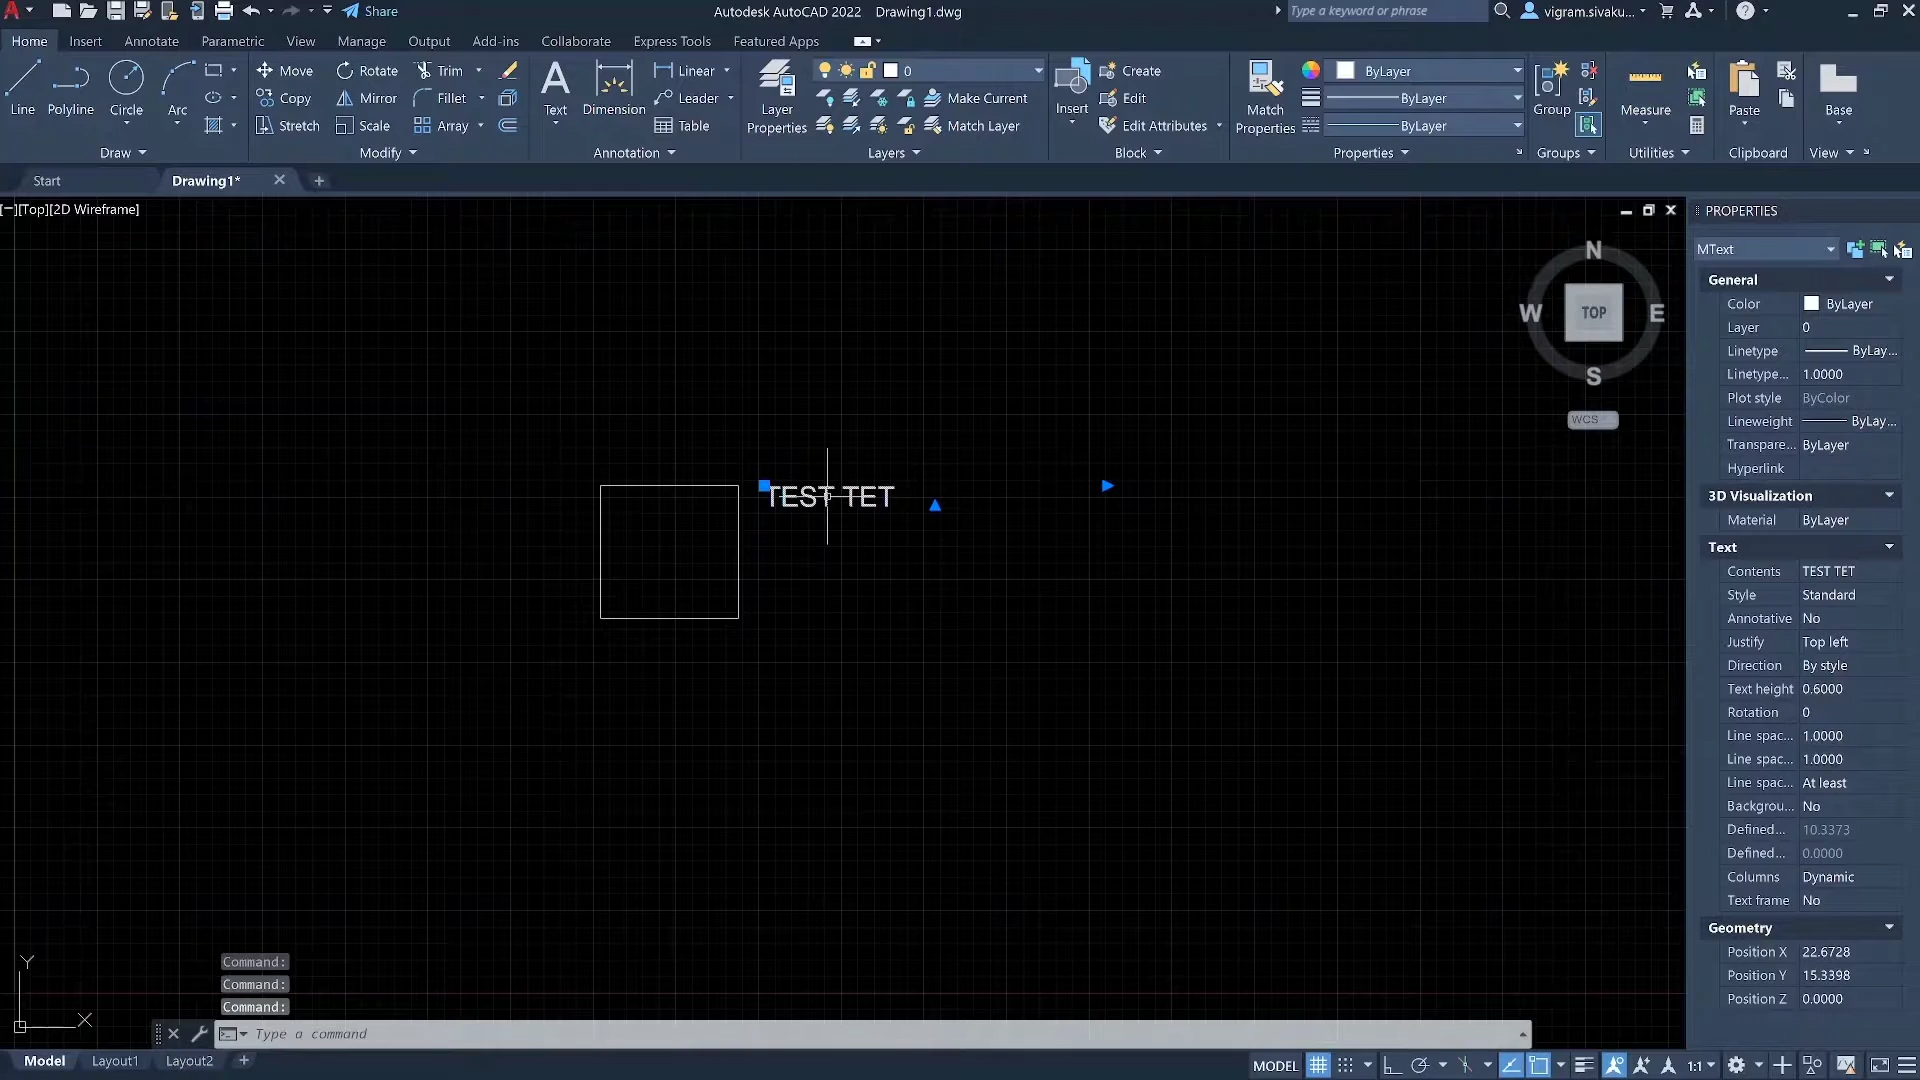 Share
Autodesk AutoCAD 2022 Drawing1.dwg
Type a keyword or phrase
vigram.sivaku...
Home Insert Annotate Parametric View Manage Output Add-ins Collaborate Express Tools Featured Apps
Line Polyline Circle Arc
Move Rotate Trim
Copy Mirror Fillet
Stretch Scale Array
Text Dimension
Linear
Leader
Table
Layer Properties
0
Make Current
Match Layer
Insert
Create
Edit
Edit Attributes
Match Properties
ByLayer
ByLayer
ByLayer
Group Measure Paste Base
Draw Modify Annotation Layers Block Properties Groups Utilities Clipboard View
Start Drawing1*
[−][Top][2D Wireframe]
N
W TOP E
S
WCS
TEST TET
PROPERTIES
MText
General
Color ByLayer
Layer 0
Linetype ByLay...
Linetype... 1.0000
Plot style ByColor
Lineweight ByLay...
Transpare... ByLayer
Hyperlink
3D Visualization
Material ByLayer
Text
Contents TEST TET
Style Standard
Annotative No
Justify Top left
Direction By style
Text height 0.6000
Rotation 0
Line spac... 1.0000
Line spac... 1.0000
Line spac... At least
Backgrou... No
Defined... 10.3373
Defined... 0.0000
Columns Dynamic
Text frame No
Geometry
Position X 22.6728
Position Y 15.3398
Position Z 0.0000
Y
X
Command:
Command:
Command:
Type a command
Model Layout1 Layout2
MODEL 1:1